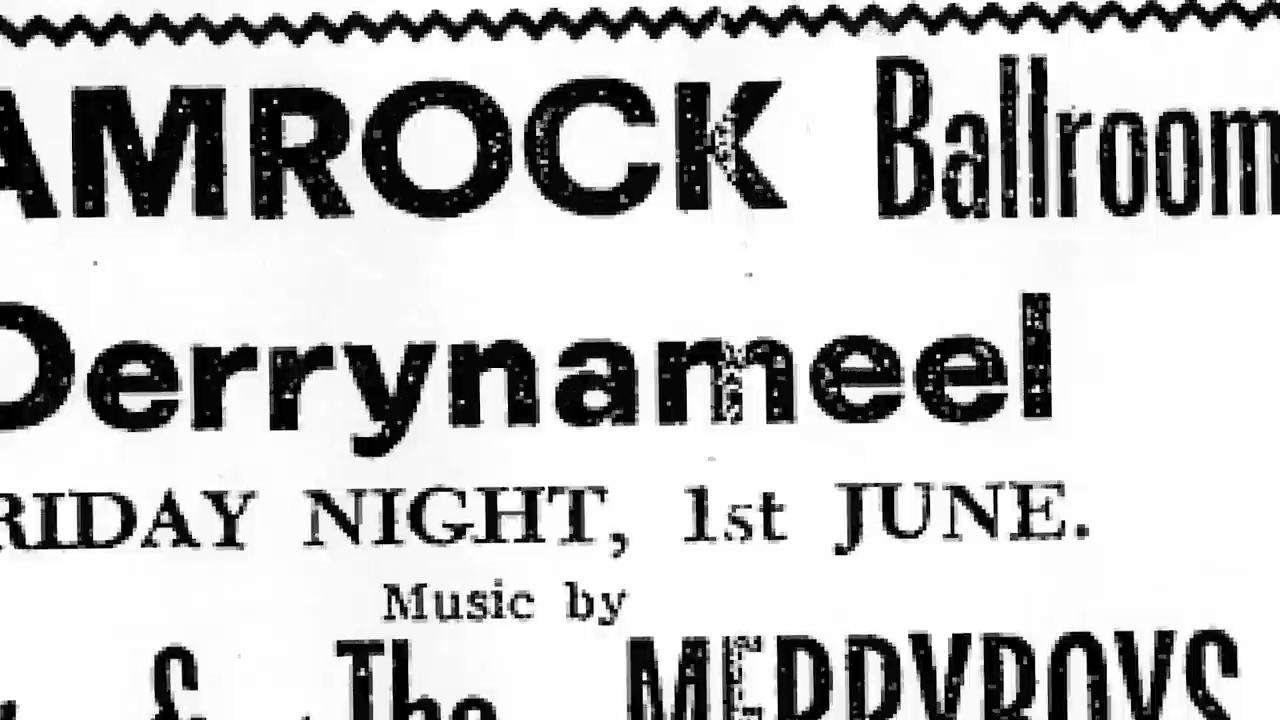 AMROCK Ballroom
Derrynameel
RIDAY NIGHT, 1st JUNE.
Music by
& The MERRYBOYS